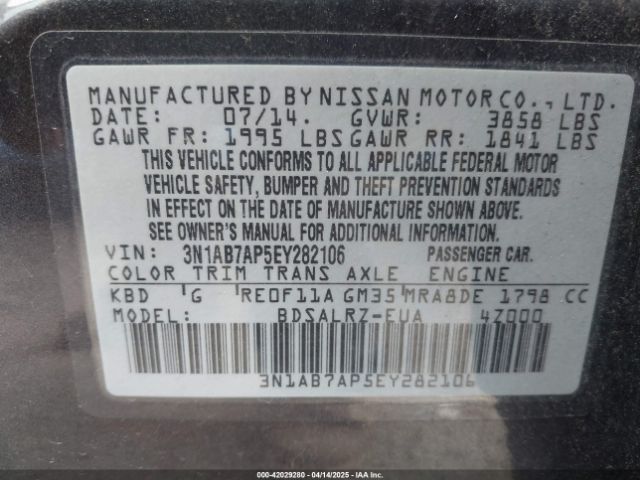 MANUFACTURED BY NISSAN MOTOR CO., LTD.
DATE: 07/14. GVWR: 3858 LBS
GAWR FR: 1995 LBS GAWR RR: 1841 LBS
THIS VEHICLE CONFORMS TO ALL APPLICABLE FEDERAL MOTOR
VEHICLE SAFETY, BUMPER AND THEFT PREVENTION STANDARDS
IN EFFECT ON THE DATE OF MANUFACTURE SHOWN ABOVE.
SEE OWNER'S MANUAL FOR ADDITIONAL INFORMATION.
VIN: 3N1AB7AP5EY282106 PASSENGER CAR.
COLOR TRIM TRANS AXLE ENGINE
KBD G RE0F11A GM35 MRA8DE 1798 CC
MODEL: BDSALRZ-EUA 4Z000
3N1AB7AP5EY282106
000-42029280 - 04/14/2025 - IAA, Inc.